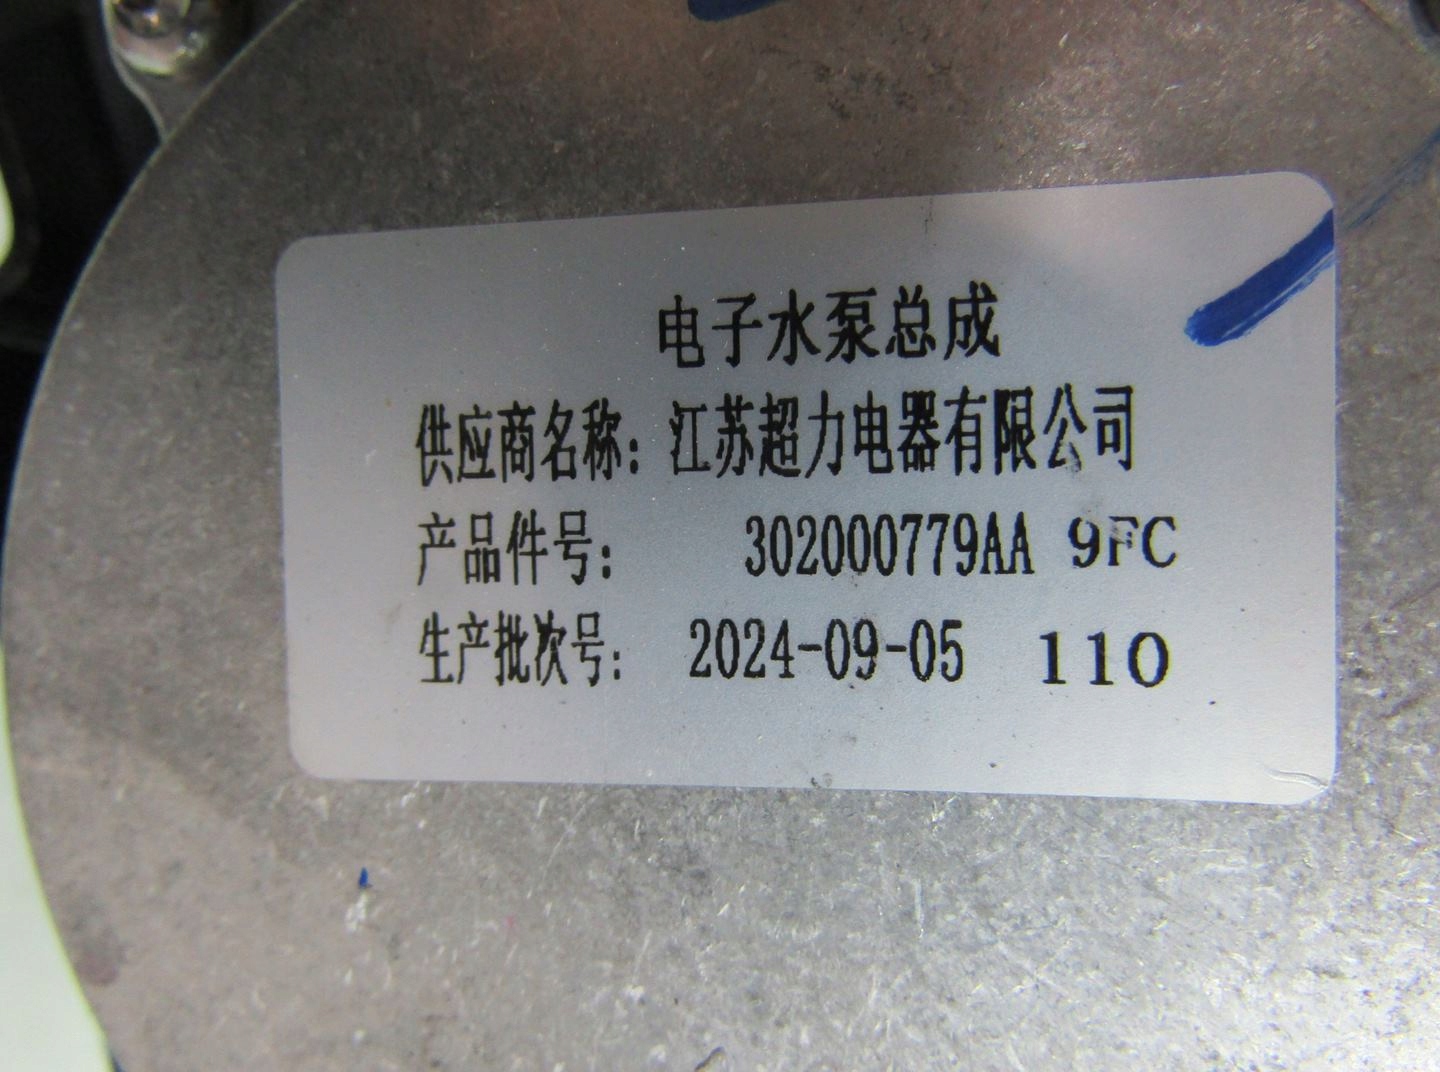 电子水泵总成
供应商名称: 江苏超力电器有限公司
产品件号: 302000779AA 9FC
生产批次号: 2024-09-05 110